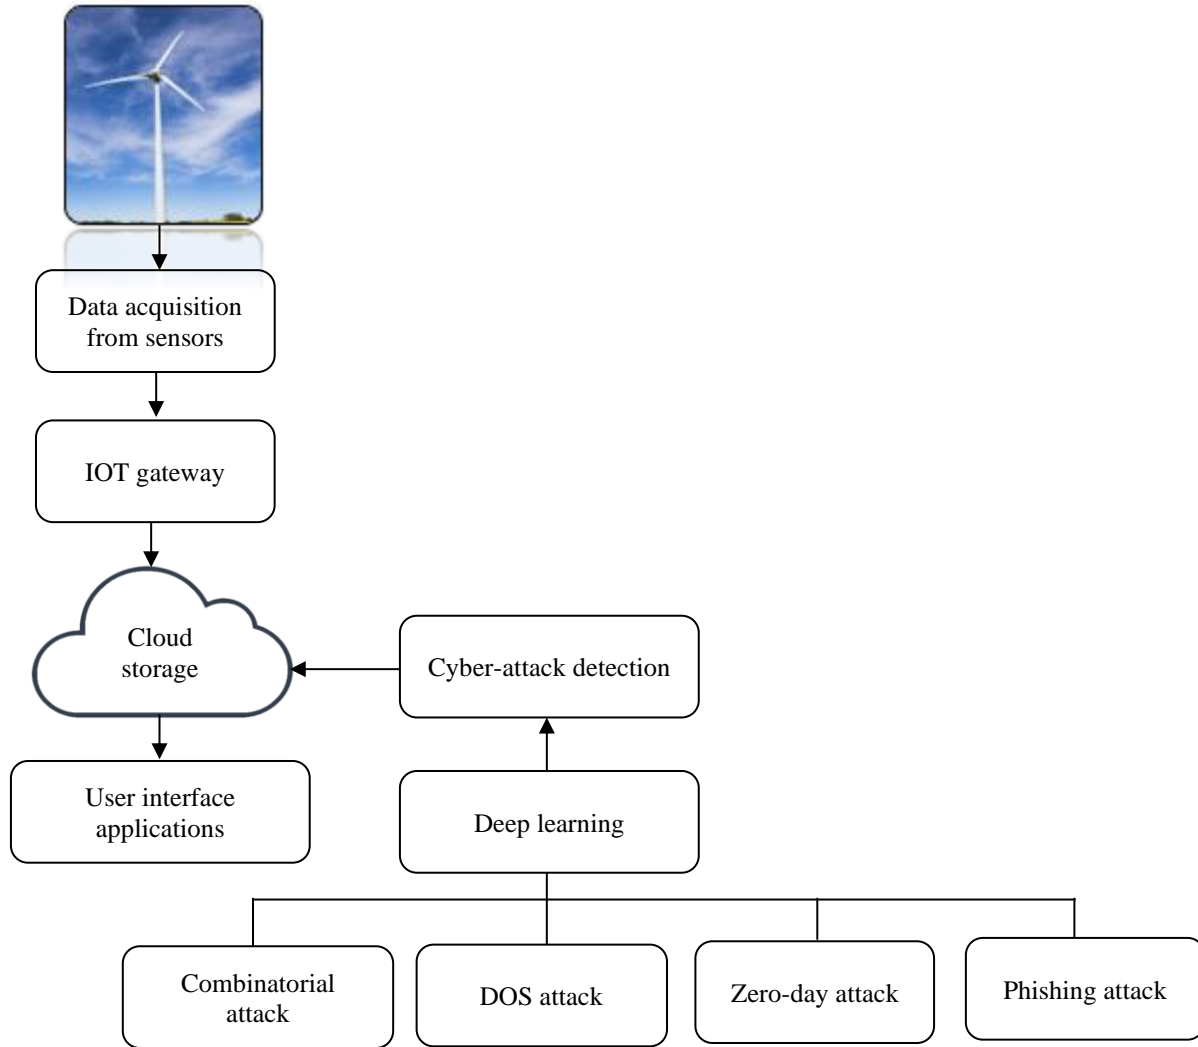 Data acquisition
from sensors
IOT gateway
Cloud
storage
Cyber-attack detection
User interface
applications
Deep learning
Combinatorial
attack
DOS attack
Zero-day attack
Phishing attack